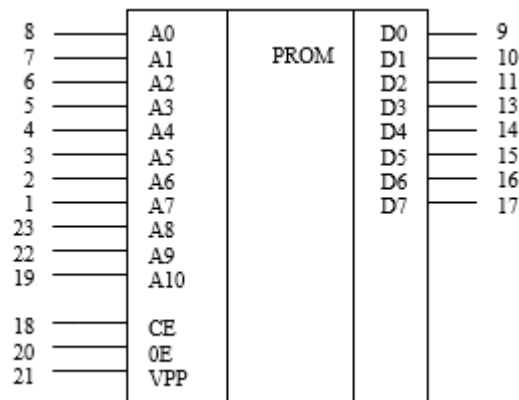 8 A0 PROM D0 9
7 A1 D1 10
6 A2 D2 11
5 A3 D3 13
4 A4 D4 14
3 A5 D5 15
2 A6 D6 16
1 A7 D7 17
23 A8
22 A9
19 A10
18 CE
20 0E
21 VPP